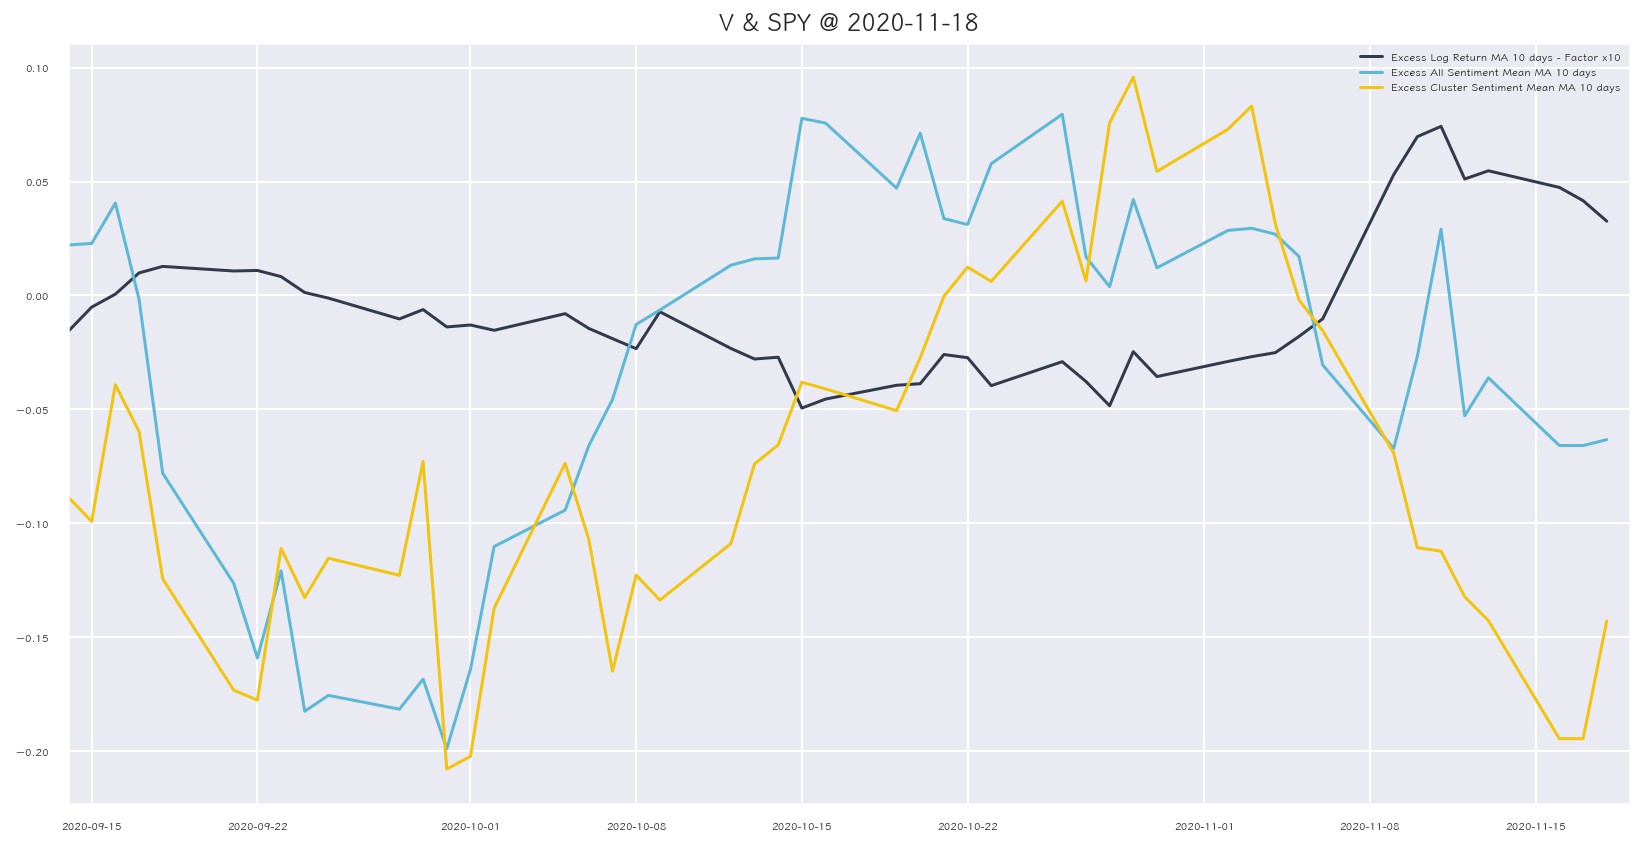 V & SPY @ 2020-11-18
Excess Log Return MA 10 days - Factor x10
Excess All Sentiment Mean MA 10 days
Excess Cluster Sentiment Mean MA 10 days
0.10
0.05
0.00
−0.05
−0.10
−0.15
−0.20
2020-09-15 2020-09-22 2020-10-01 2020-10-08 2020-10-15 2020-10-22 2020-11-01 2020-11-08 2020-11-15